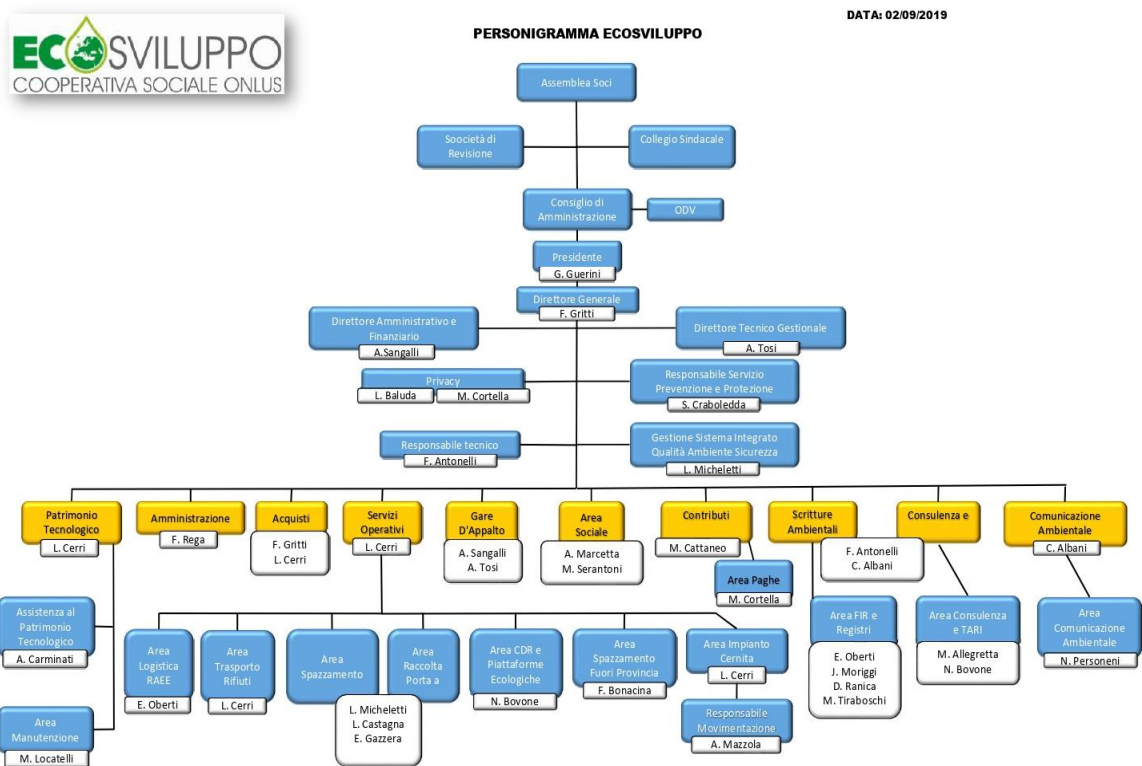 ECOSVILUPPO
COOPERATIVA SOCIALE ONLUS
DATA: 02/09/2019
PERSONIGRAMMA ECOSVILUPPO
Assemblea Soci
Soocietà di
Revisione
Collegio Sindacale
Consiglio di
Amministrazione
ODV
Presidente
G. Guerini
Direttore Generale
F. Gritti
Direttore Amministrativo e
Finanziario
A.Sangalli
Direttore Tecnico Gestionale
A. Tosi
Privacy
L. Baluda
M. Cortella
Responsabile Servizio
Prevenzione e Protezione
S. Craboledda
Responsabile tecnico
F. Antonelli
Gestione Sistema Integrato
Qualità Ambiente Sicurezza
L. Micheletti
Patrimonio
Tecnologico
L. Cerri
Amministrazione
F. Rega
Acquisti
F. Gritti
L. Cerri
Servizi
Operativi
L. Cerri
Gare
D'Appalto
A. Sangalli
A. Tosi
Area
Sociale
A. Marcetta
M. Serantoni
Contributi
M. Cattaneo
Area Paghe
M. Cortella
Scritture
Ambientali
Consulenza e
F. Antonelli
C. Albani
Comunicazione
Ambientale
C. Albani
Assistenza al
Patrimonio
Tecnologico
A. Carminati
Area
Manutenzione
M. Locatelli
Area
Logistica
RAEE
E. Oberti
Area
Trasporto
Rifiuti
L. Cerri
Area
Spazzamento
Area
Raccolta
Porta a
L. Micheletti
L. Castagna
E. Gazzera
Area CDR e
Piattaforme
Ecologiche
N. Bovone
Area
Spazzamento
Fuori Provincia
F. Bonacina
Area Impianto
Cernita
L. Cerri
Responsabile
Movimentazione
A. Mazzola
Area FIR e
Registri
E. Oberti
J. Moriggi
D. Ranica
M. Tiraboschi
Area Consulenza
e TARI
M. Allegretta
N. Bovone
Area
Comunicazione
Ambientale
N. Personeni